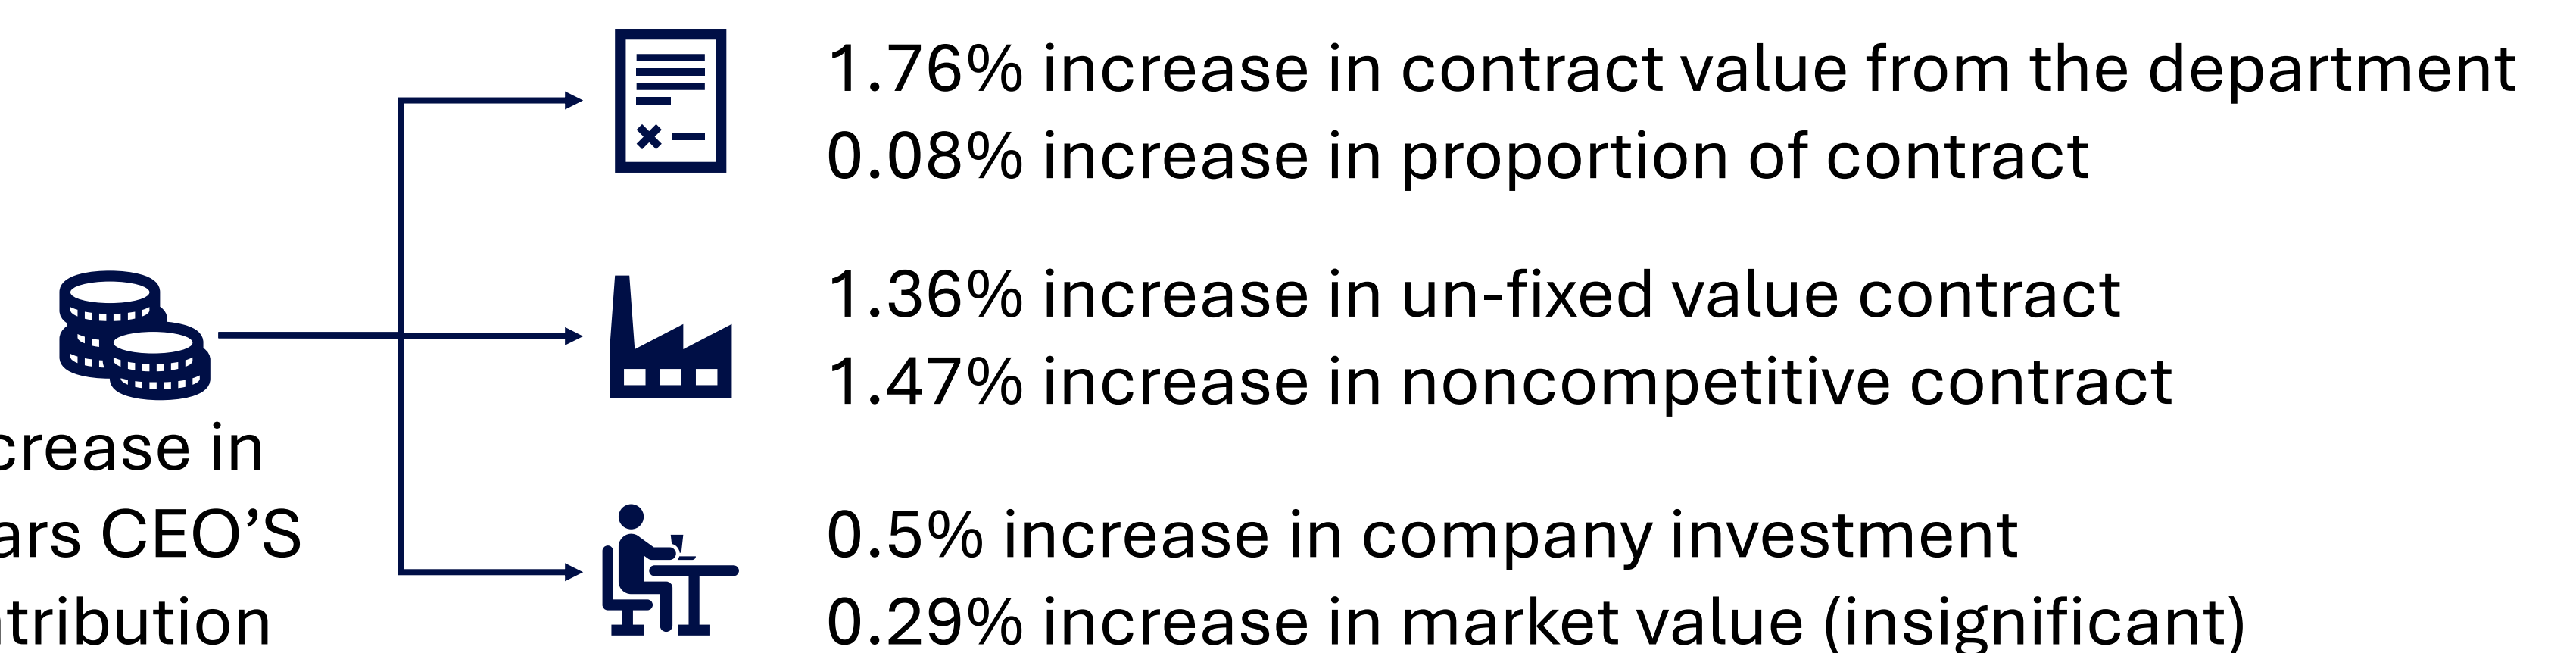 1.76% increase in contract value from the department
0.08% increase in proportion of contract
1.36% increase in un-fixed value contract
1.47% increase in noncompetitive contract
crease in
ars CEO’S
tribution
0.5% increase in company investment
0.29% increase in market value (insignificant)